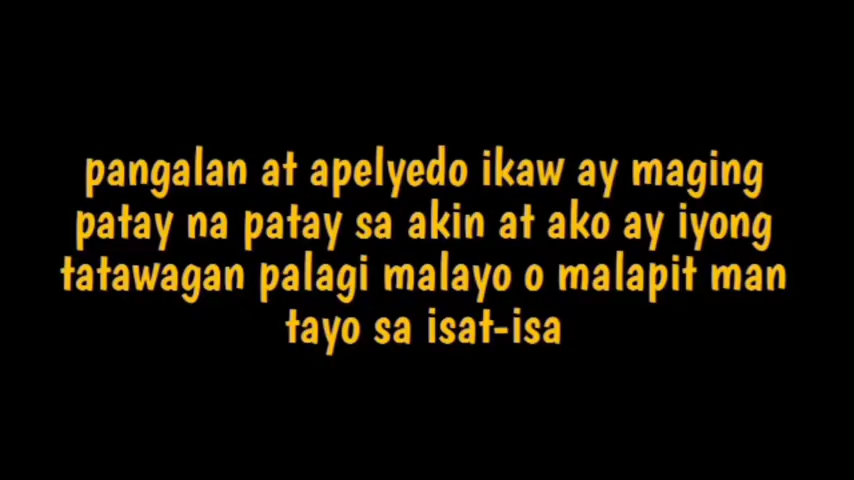 pangalan at apelyedo ikaw ay maging
patay na patay sa akin at ako ay iyong
tatawagan palagi malayo o malapit man
tayo sa isat-isa